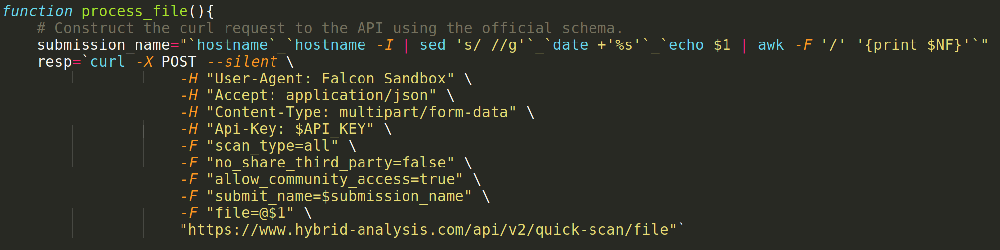 function process_file(){
# Construct the curl request to the API using the official schema.
submission_name="`hostname`_`hostname -I | sed 's/ //g'`_`date +'%s'`_`echo $1 | awk -F '/' '{print $NF}'`"
resp=`curl -X POST --silent \
-H "User-Agent: Falcon Sandbox" \
-H "Accept: application/json" \
-H "Content-Type: multipart/form-data" \
-H "Api-Key: $API_KEY" \
-F "scan_type=all" \
-F "no_share_third_party=false" \
-F "allow_community_access=true" \
-F "submit_name=$submission_name" \
-F "file=@$1" \
"https://www.hybrid-analysis.com/api/v2/quick-scan/file"`